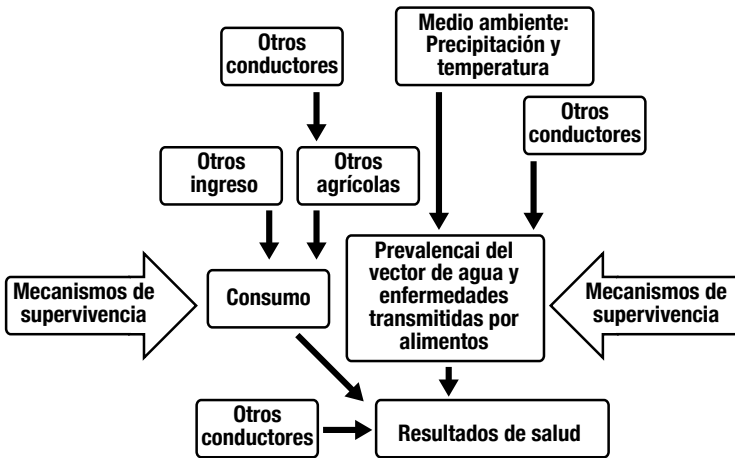 Otros
conductores
Medio ambiente:
Precipitación y
temperatura
Otros
conductores
Otros
ingreso
Otros
agrícolas
Mecanismos de
supervivencia
Consumo
Prevalencai del
vector de agua y
enfermedades
transmitidas por
alimentos
Mecanismos de
supervivencia
Otros
conductores
Resultados de salud